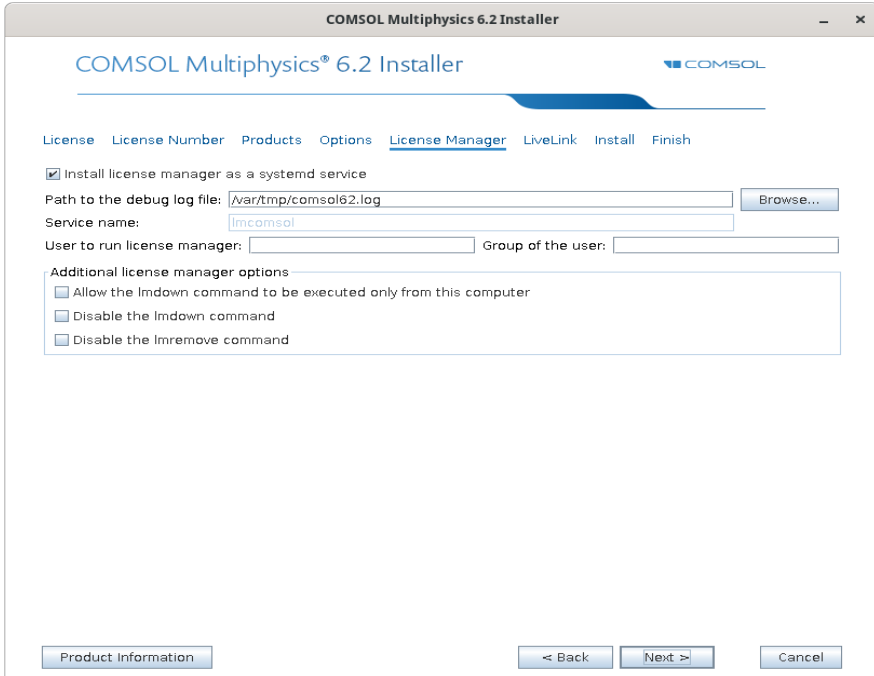 COMSOL Multiphysics 6.2 Installer
COMSOL Multiphysics® 6.2 Installer
COMSOL
License License Number Products Options License Manager LiveLink Install Finish
Install license manager as a systemd service
Path to the debug log file: /var/tmp/comsol62.log Browse...
Service name: lmcomsol
User to run license manager: Group of the user:
Additional license manager options
Allow the lmdown command to be executed only from this computer
Disable the lmdown command
Disable the lmremove command
Product Information < Back Next > Cancel